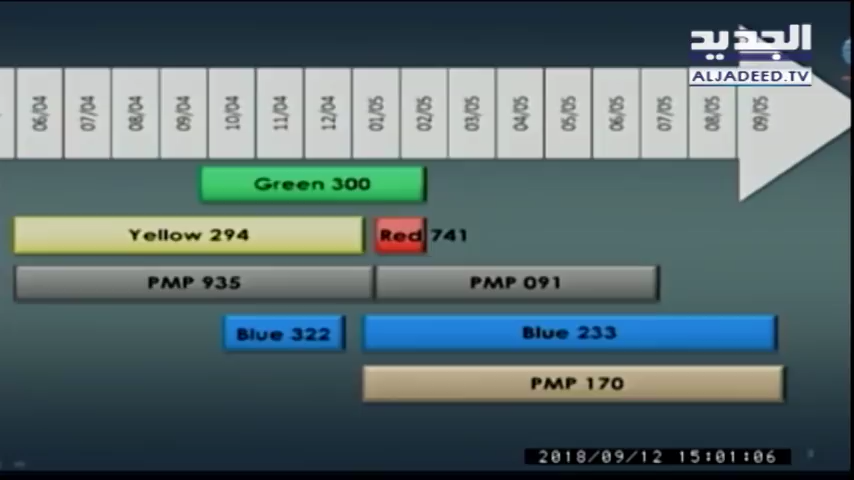 الجديد
ALJADEED.TV
06/04 07/04 08/04 09/04 10/04 11/04 12/04 01/05 02/05 03/05 04/05 05/05 06/05 07/05 08/05 09/05
Green 300
Yellow 294
Red 741
PMP 935
PMP 091
Blue 322
Blue 233
PMP 170
2018/09/12 15:01:06